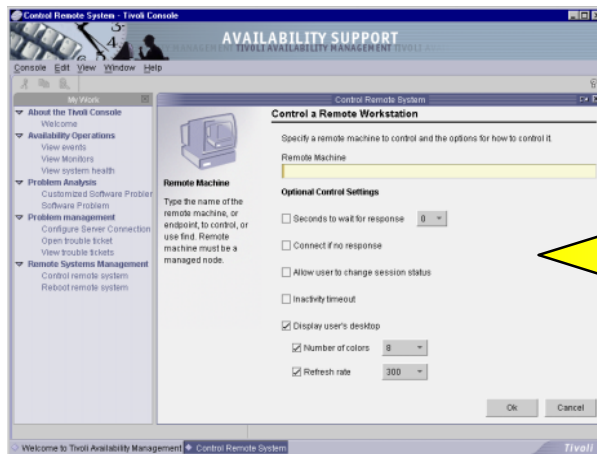 Control Remote System - Tivoli Console
AVAILABILITY SUPPORT
TIVOLI AVAILABILITY MANAGEMENT TIVOLI
Console Edit View Window Help
My Work
Control Remote System
About the Tivoli Console
Welcome
Availability Operations
View events
View Monitors
View system health
Problem Analysis
Customized Software Probler
Software Problem
Problem management
Configure Server Connection
Open trouble ticket
View trouble tickets
Remote Systems Management
Control remote system
Reboot remote system
Remote Machine
Type the name of the
remote machine, or
endpoint, to control, or
use find. Remote
machine must be a
managed node.
Control a Remote Workstation
Specify a remote machine to control and the options for how to control it.
Remote Machine
Optional Control Settings
Seconds to wait for response 0
Connect if no response
Allow user to change session status
Inactivity timeout
Display user's desktop
Number of colors 8
Refresh rate 300
Ok Cancel
Welcome to Tivoli Availability Manag Control Remote System
Tivoli